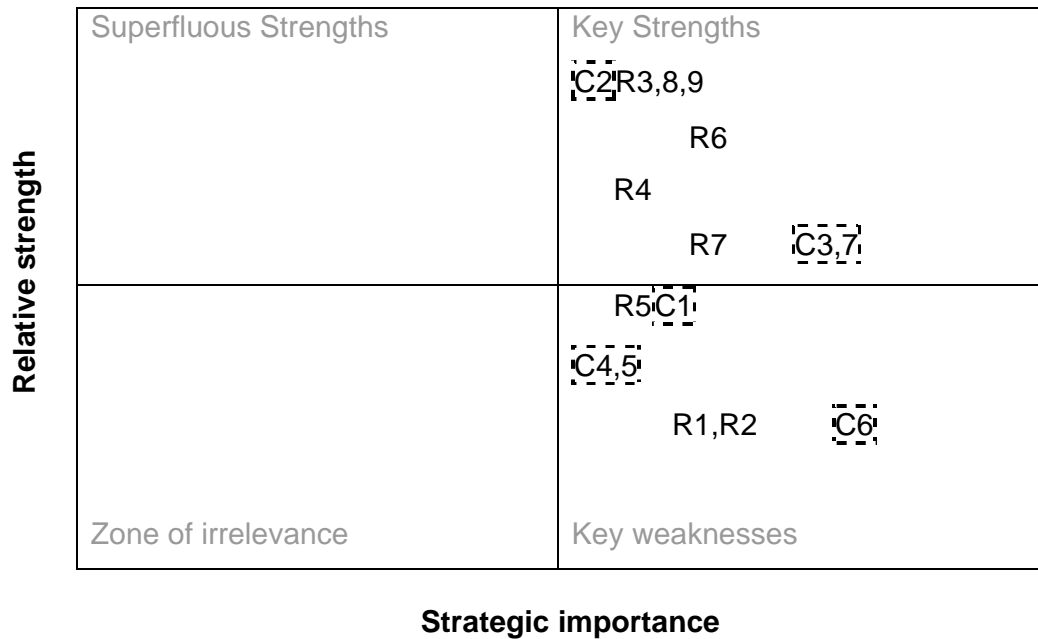 Superfluous Strengths
Key Strengths
C2 R3,8,9
R6
R4
R7 C3,7
R5 C1
C4,5
R1,R2 C6
Zone of irrelevance
Key weaknesses
Relative strength
Strategic importance